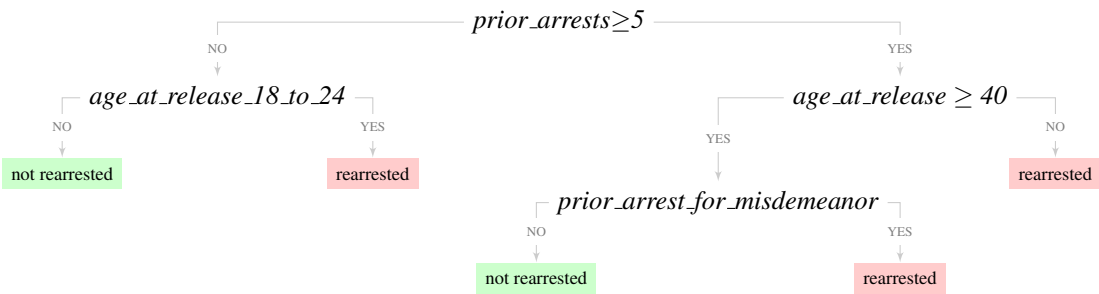 prior_arrests≥5
NO
YES
age_at_release_18_to_24
age_at_release ≥ 40
NO
YES
YES
NO
not rearrested
rearrested
rearrested
prior_arrest_for_misdemeanor
NO
YES
not rearrested
rearrested